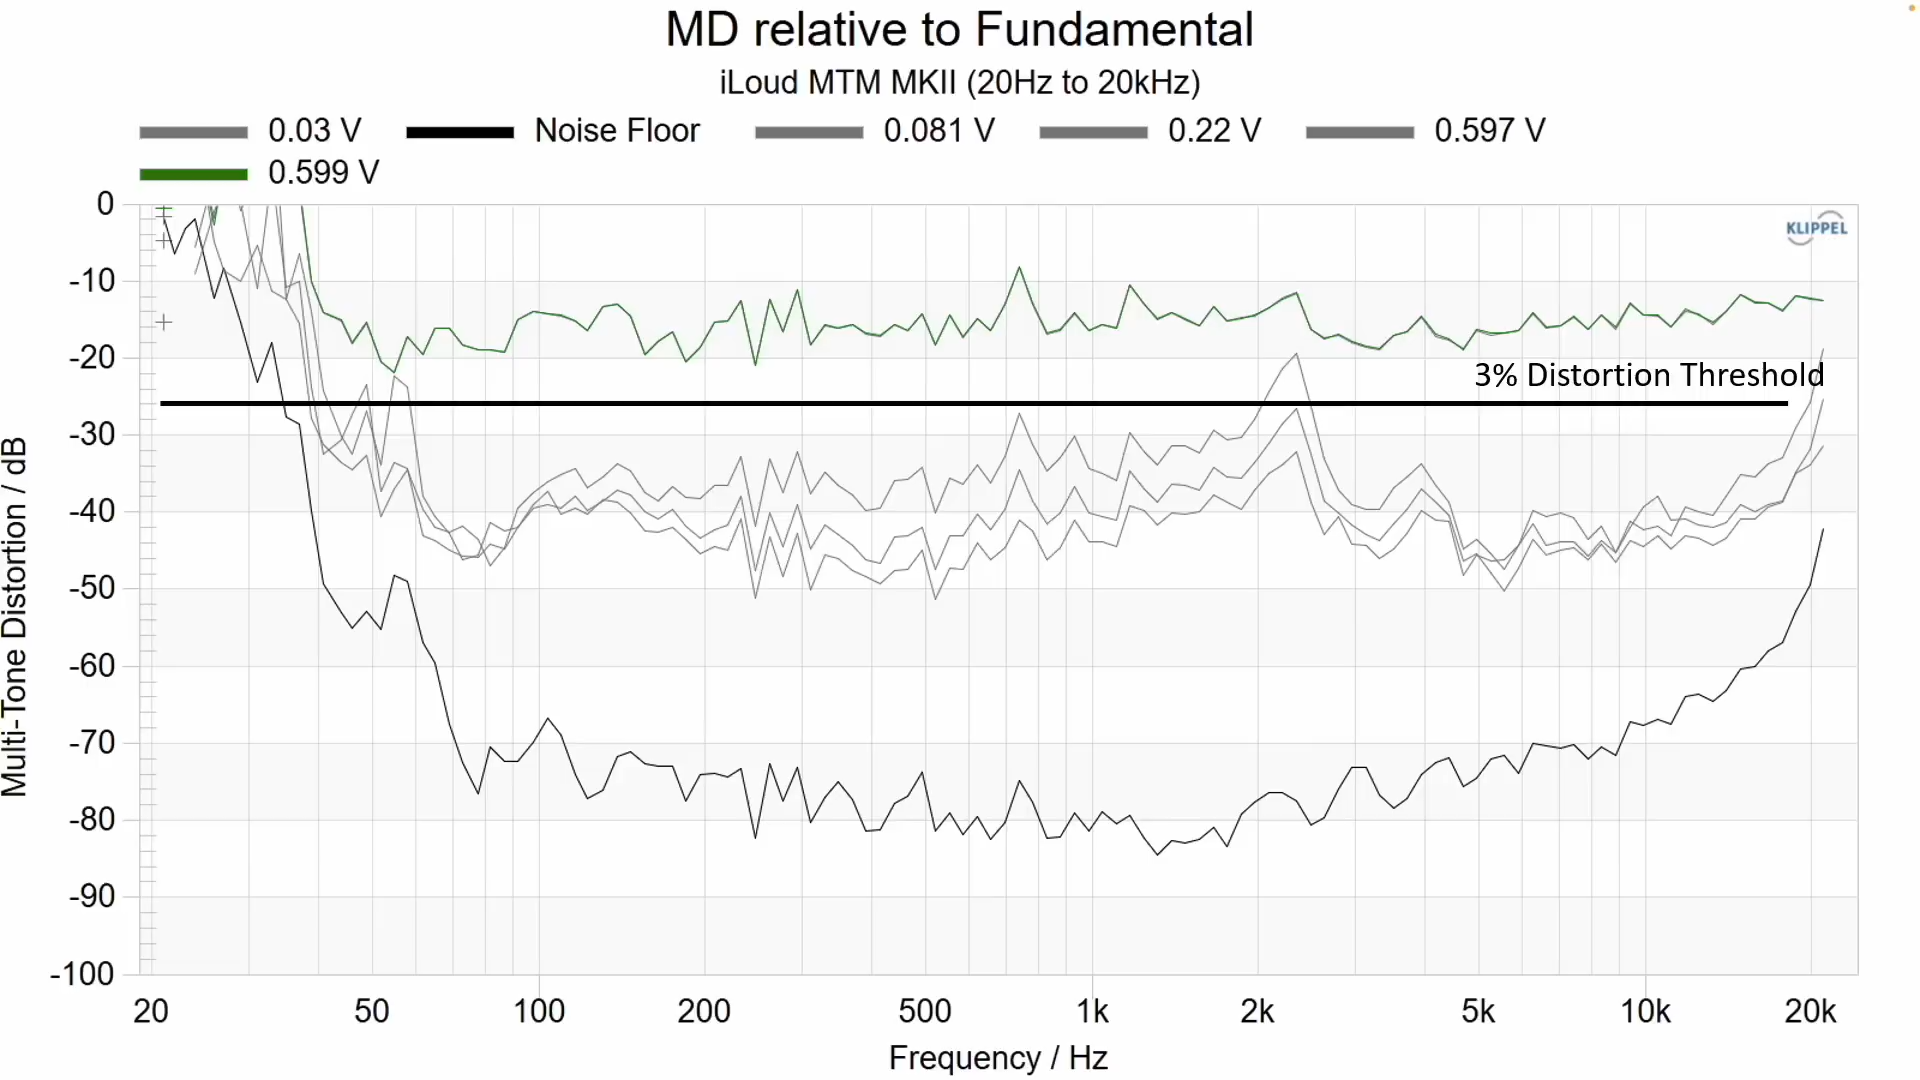 MD relative to Fundamental
iLoud MTM MKII (20Hz to 20kHz)
0.03 V Noise Floor 0.081 V 0.22 V 0.597 V
0.599 V
KLIPPEL
3% Distortion Threshold
Multi-Tone Distortion / dB
0
-10
-20
-30
-40
-50
-60
-70
-80
-90
-100
20 50 100 200 500 1k 2k 5k 10k 20k
Frequency / Hz